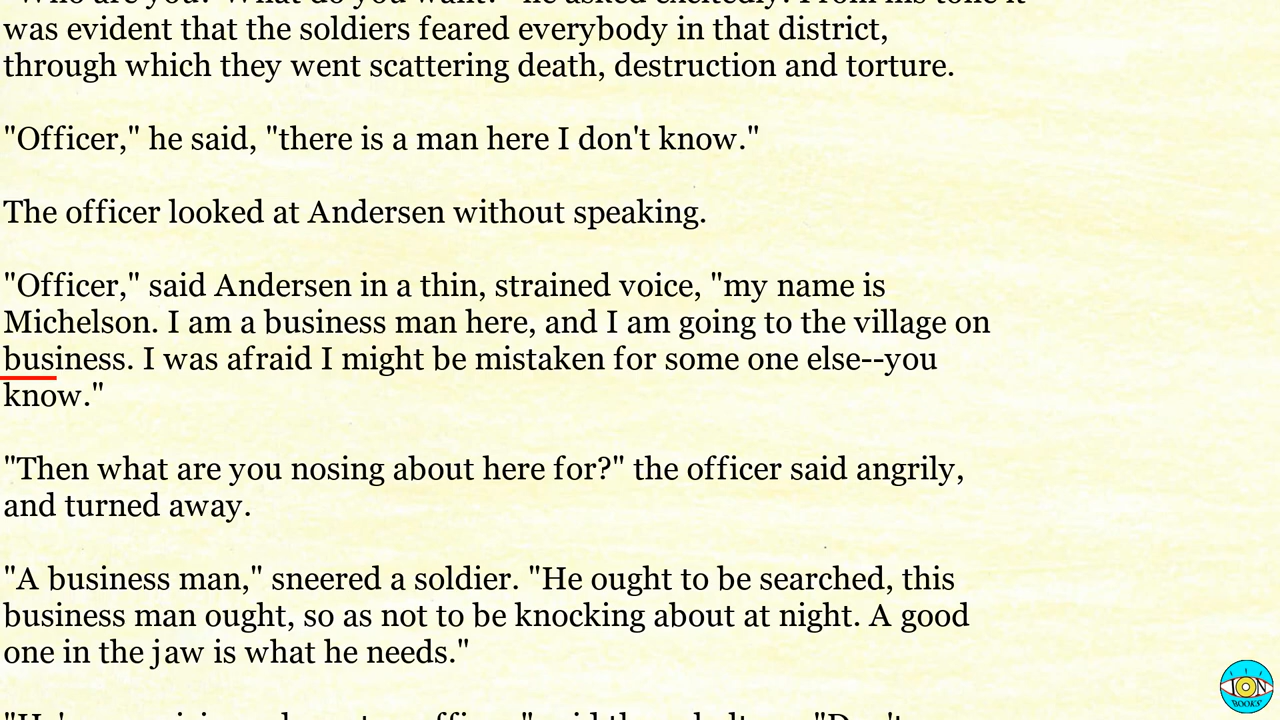 was evident that the soldiers feared everybody in that district,
through which they went scattering death, destruction and torture.
"Officer," he said, "there is a man here I don't know."
The officer looked at Andersen without speaking.
"Officer," said Andersen in a thin, strained voice, "my name is
Michelson. I am a business man here, and I am going to the village on
business. I was afraid I might be mistaken for some one else--you
know."
"Then what are you nosing about here for?" the officer said angrily,
and turned away.
"A business man," sneered a soldier. "He ought to be searched, this
business man ought, so as not to be knocking about at night. A good
one in the jaw is what he needs."
ION
BOOKS